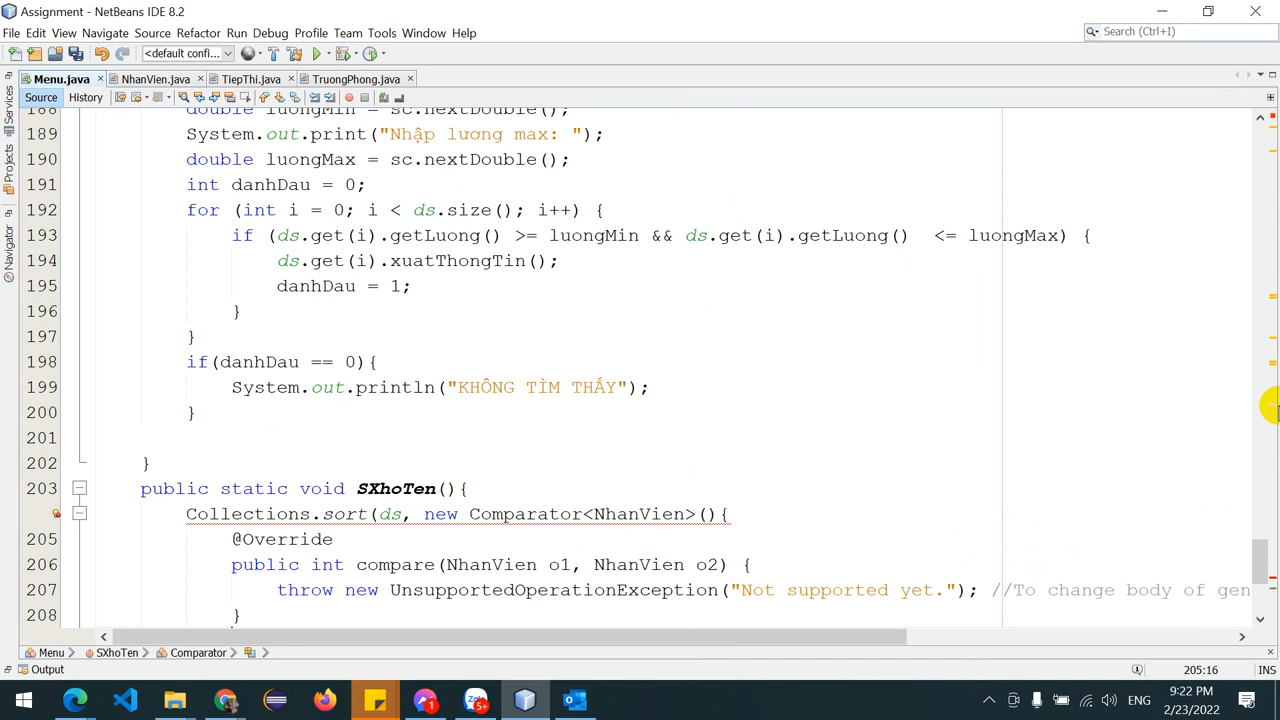 Assignment - NetBeans IDE 8.2
File Edit View Navigate Source Refactor Run Debug Profile Team Tools Window Help
Search (Ctrl+I)
<default confi...
Menu.java NhanVien.java TiepThi.java TruongPhong.java
Source History
Services
Projects
Navigator
188 double luongMin = sc.nextDouble();
189 System.out.print("Nhập lương max: ");
190 double luongMax = sc.nextDouble();
191 int danhDau = 0;
192 for (int i = 0; i < ds.size(); i++) {
193 if (ds.get(i).getLuong() >= luongMin && ds.get(i).getLuong()  <= luongMax) {
194 ds.get(i).xuatThongTin();
195 danhDau = 1;
196 }
197 }
198 if(danhDau == 0){
199 System.out.println("KHÔNG TÌM THẤY");
200 }
201
202 }
203 public static void SXhoTen(){
Collections.sort(ds, new Comparator<NhanVien>(){
205 @Override
206 public int compare(NhanVien o1, NhanVien o2) {
207 throw new UnsupportedOperationException("Not supported yet."); //To change body of gen
208 }
Menu SXhoTen Comparator
Output
205:16 INS
1
5+
ENG
9:22 PM
2/23/2022